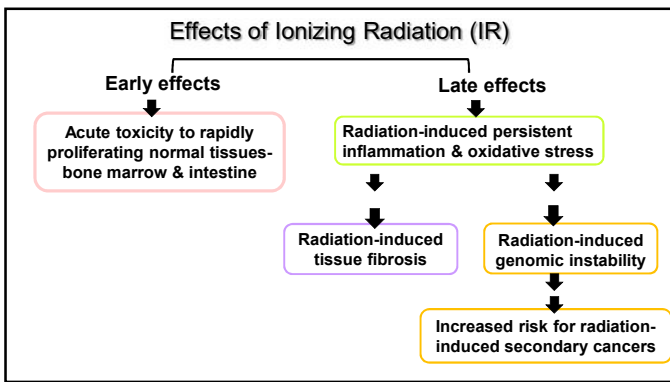 Effects of Ionizing Radiation (IR)
Early effects
Late effects
Acute toxicity to rapidly
proliferating normal tissues-
bone marrow & intestine
Radiation-induced persistent
inflammation & oxidative stress
Radiation-induced
tissue fibrosis
Radiation-induced
genomic instability
Increased risk for radiation-
induced secondary cancers